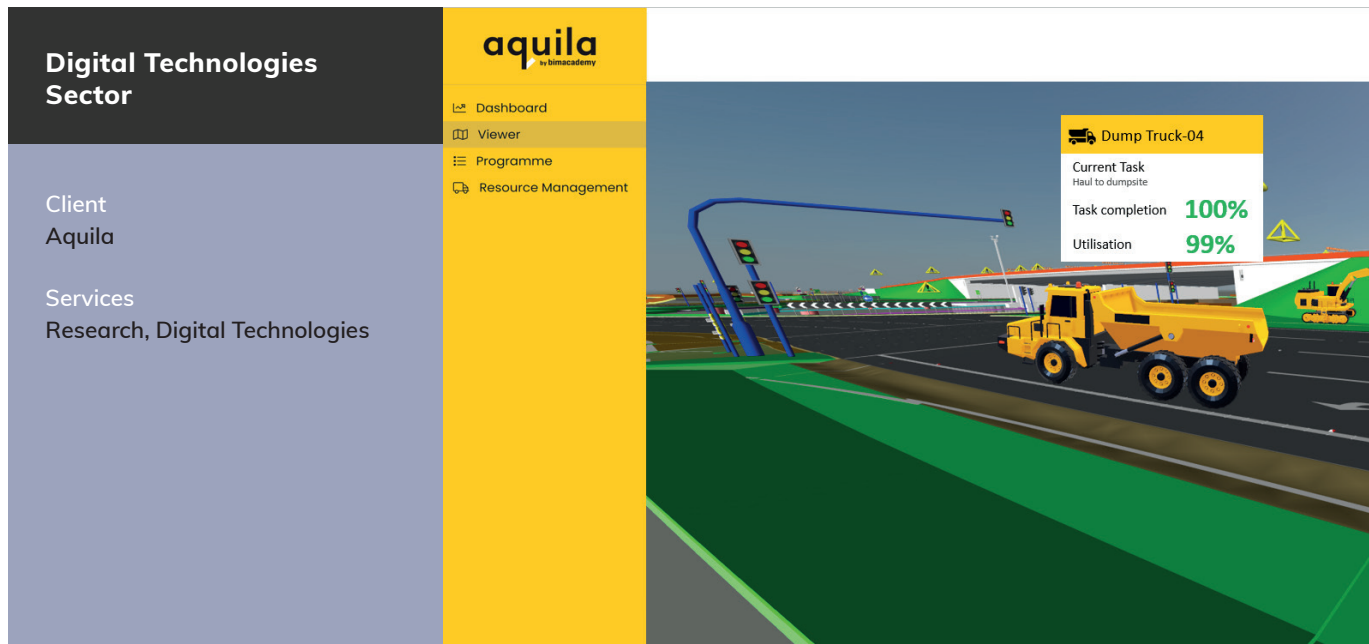 Digital Technologies
Sector
Client
Aquila
Services
Research, Digital Technologies
aquila
by bimacademy
Dashboard
Viewer
Programme
Resource Management
Dump Truck-04
Current Task
Haul to dumpsite
Task completion 100%
Utilisation 99%